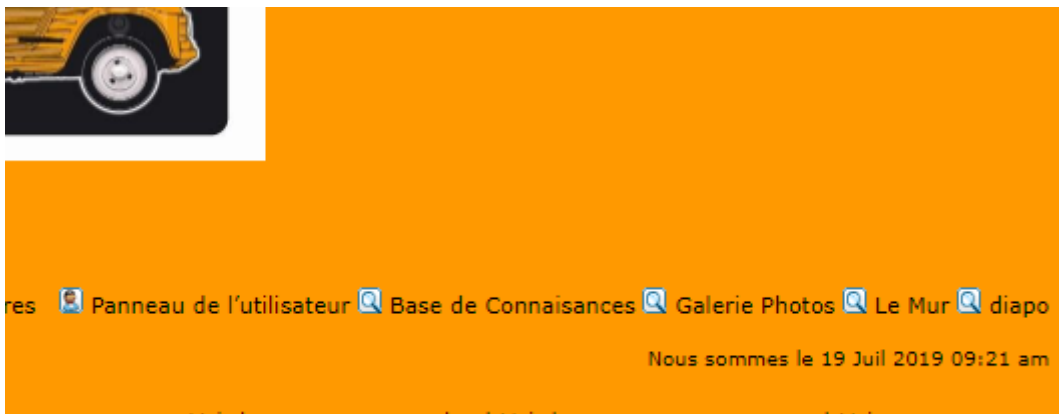 res Panneau de l’utilisateur Base de Connaisances Galerie Photos Le Mur diapo
Nous sommes le 19 Juil 2019 09:21 am